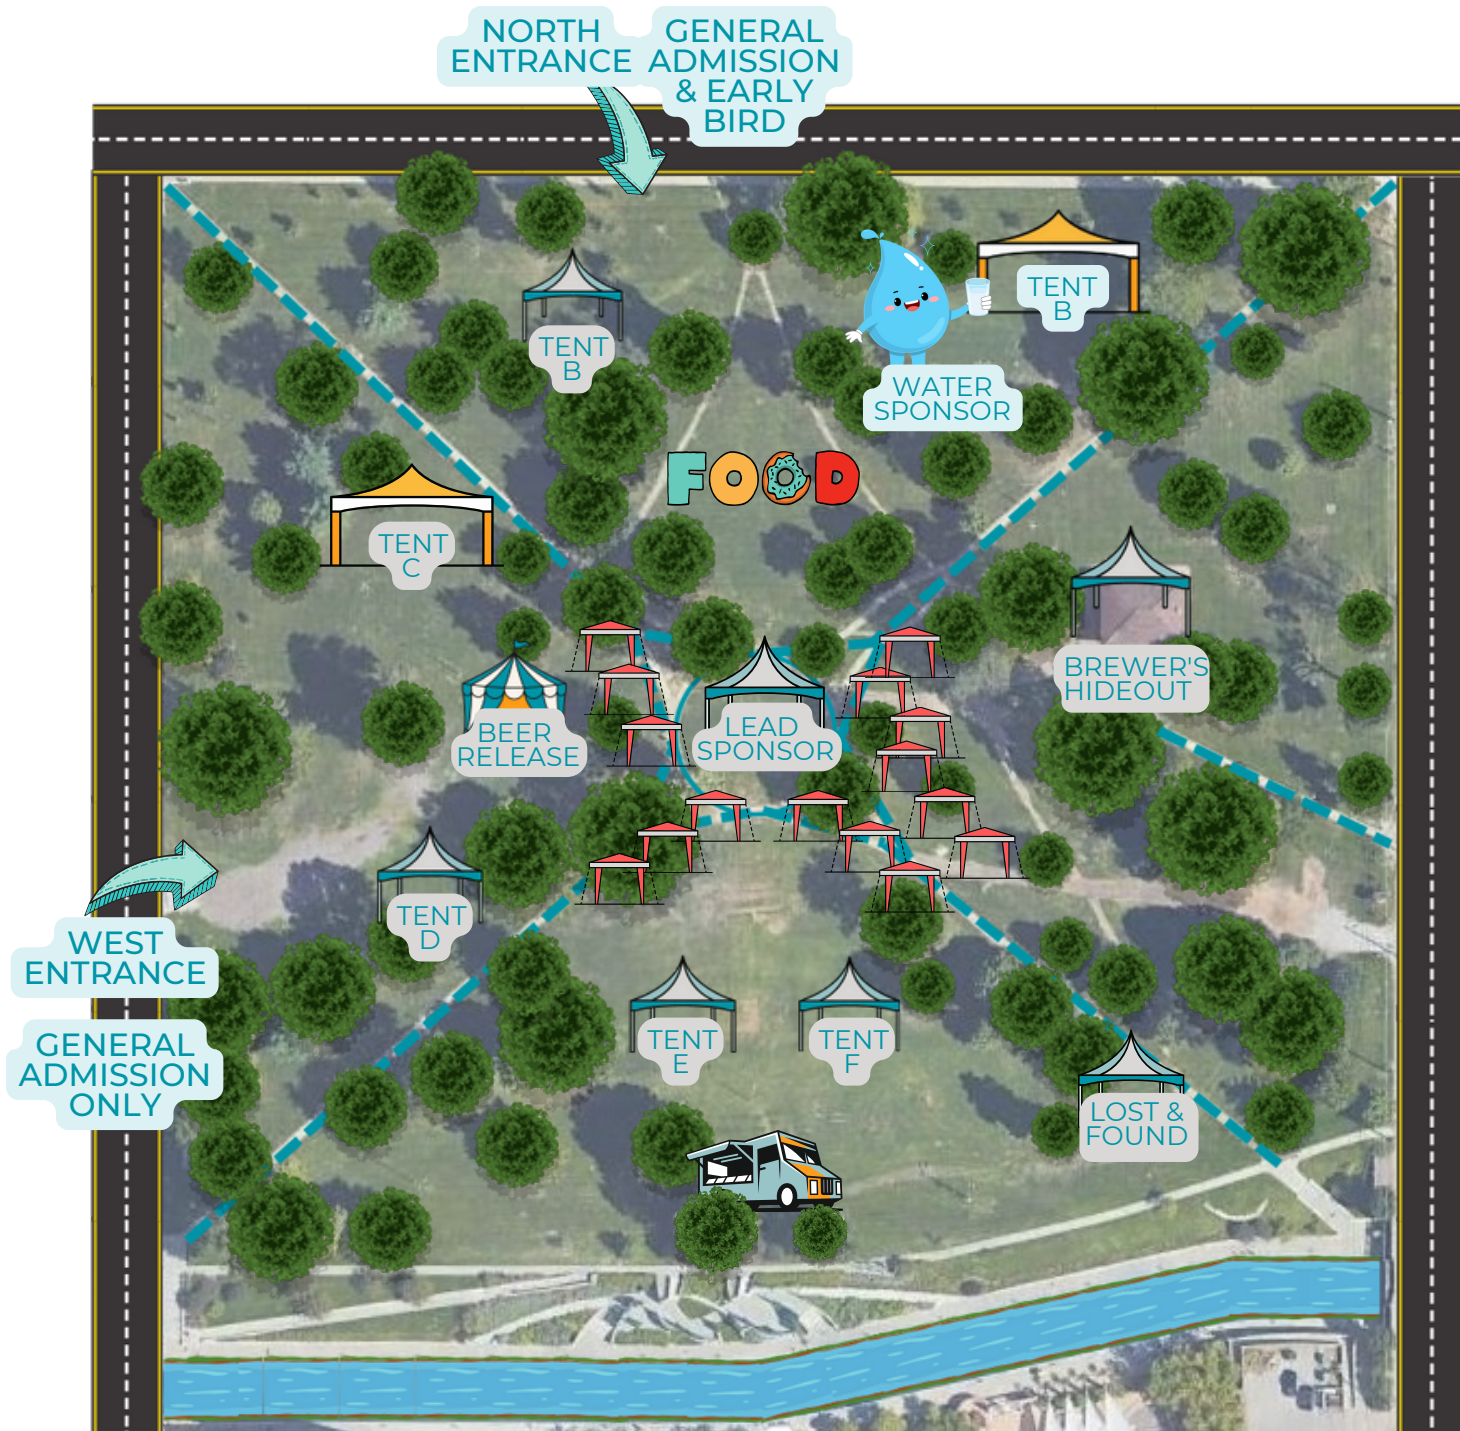 NORTH
ENTRANCE
GENERAL
ADMISSION
& EARLY
BIRD
TENT
B
TENT
B
WATER
SPONSOR
FOOD
TENT
C
BREWER'S
HIDEOUT
BEER
RELEASE
LEAD
SPONSOR
TENT
D
WEST
ENTRANCE
GENERAL
ADMISSION
ONLY
TENT
E
TENT
F
LOST &
FOUND